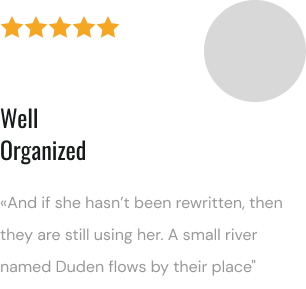 Well
Organized
«And if she hasn’t been rewritten, then
they are still using her. A small river
named Duden flows by their place"